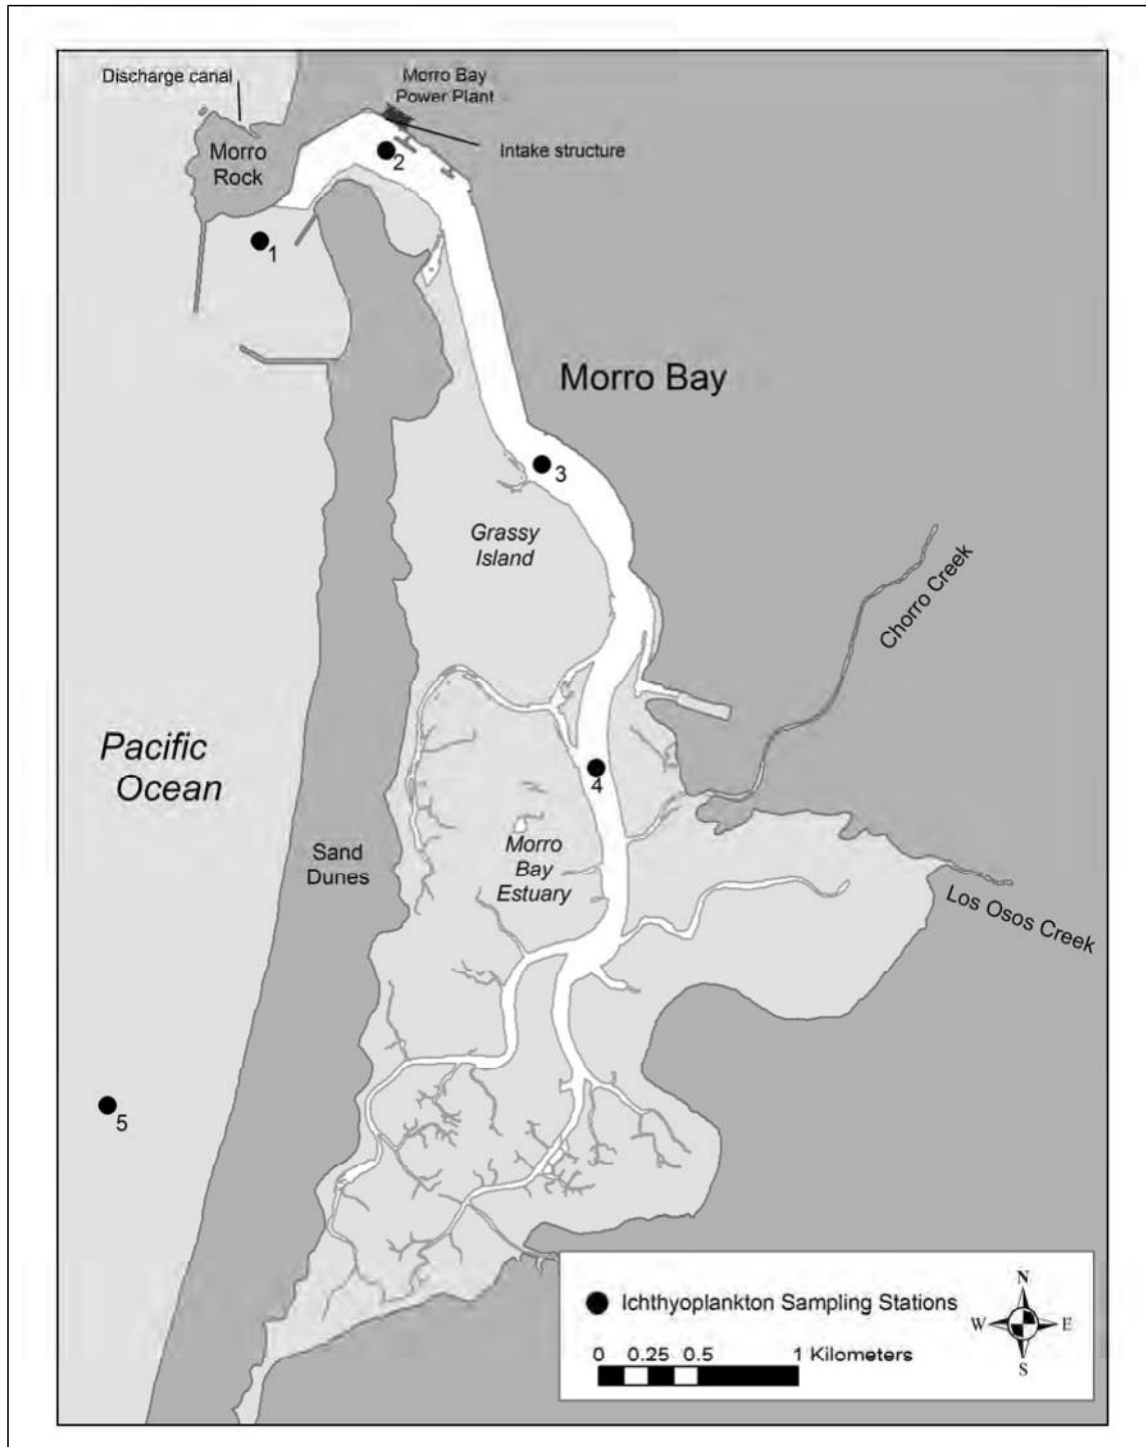 Discharge canal
Morro Bay
Power Plant
Intake structure
Morro
Rock
2
1
Morro Bay
3
Grassy
Island
Chorro Creek
Pacific
Ocean
4
Morro
Bay
Estuary
Sand
Dunes
Los Osos Creek
5
Ichthyoplankton Sampling Stations
N
W E
S
0 0.25 0.5 1 Kilometers